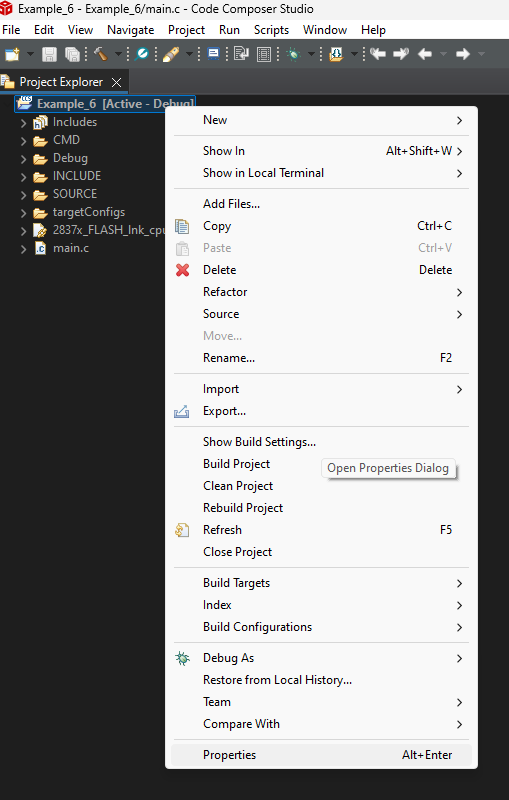 Example_6 - Example_6/main.c - Code Composer Studio
File Edit View Navigate Project Run Scripts Window Help
Project Explorer
Example_6 [Active - Debug]
Includes
CMD
Debug
INCLUDE
SOURCE
targetConfigs
2837x_FLASH_lnk_cpu
main.c
New
Show In Alt+Shift+W
Show in Local Terminal
Add Files...
Copy Ctrl+C
Paste Ctrl+V
Delete Delete
Refactor
Source
Move...
Rename... F2
Import
Export...
Show Build Settings...
Build Project
Open Properties Dialog
Clean Project
Rebuild Project
Refresh F5
Close Project
Build Targets
Index
Build Configurations
Debug As
Restore from Local History...
Team
Compare With
Properties Alt+Enter